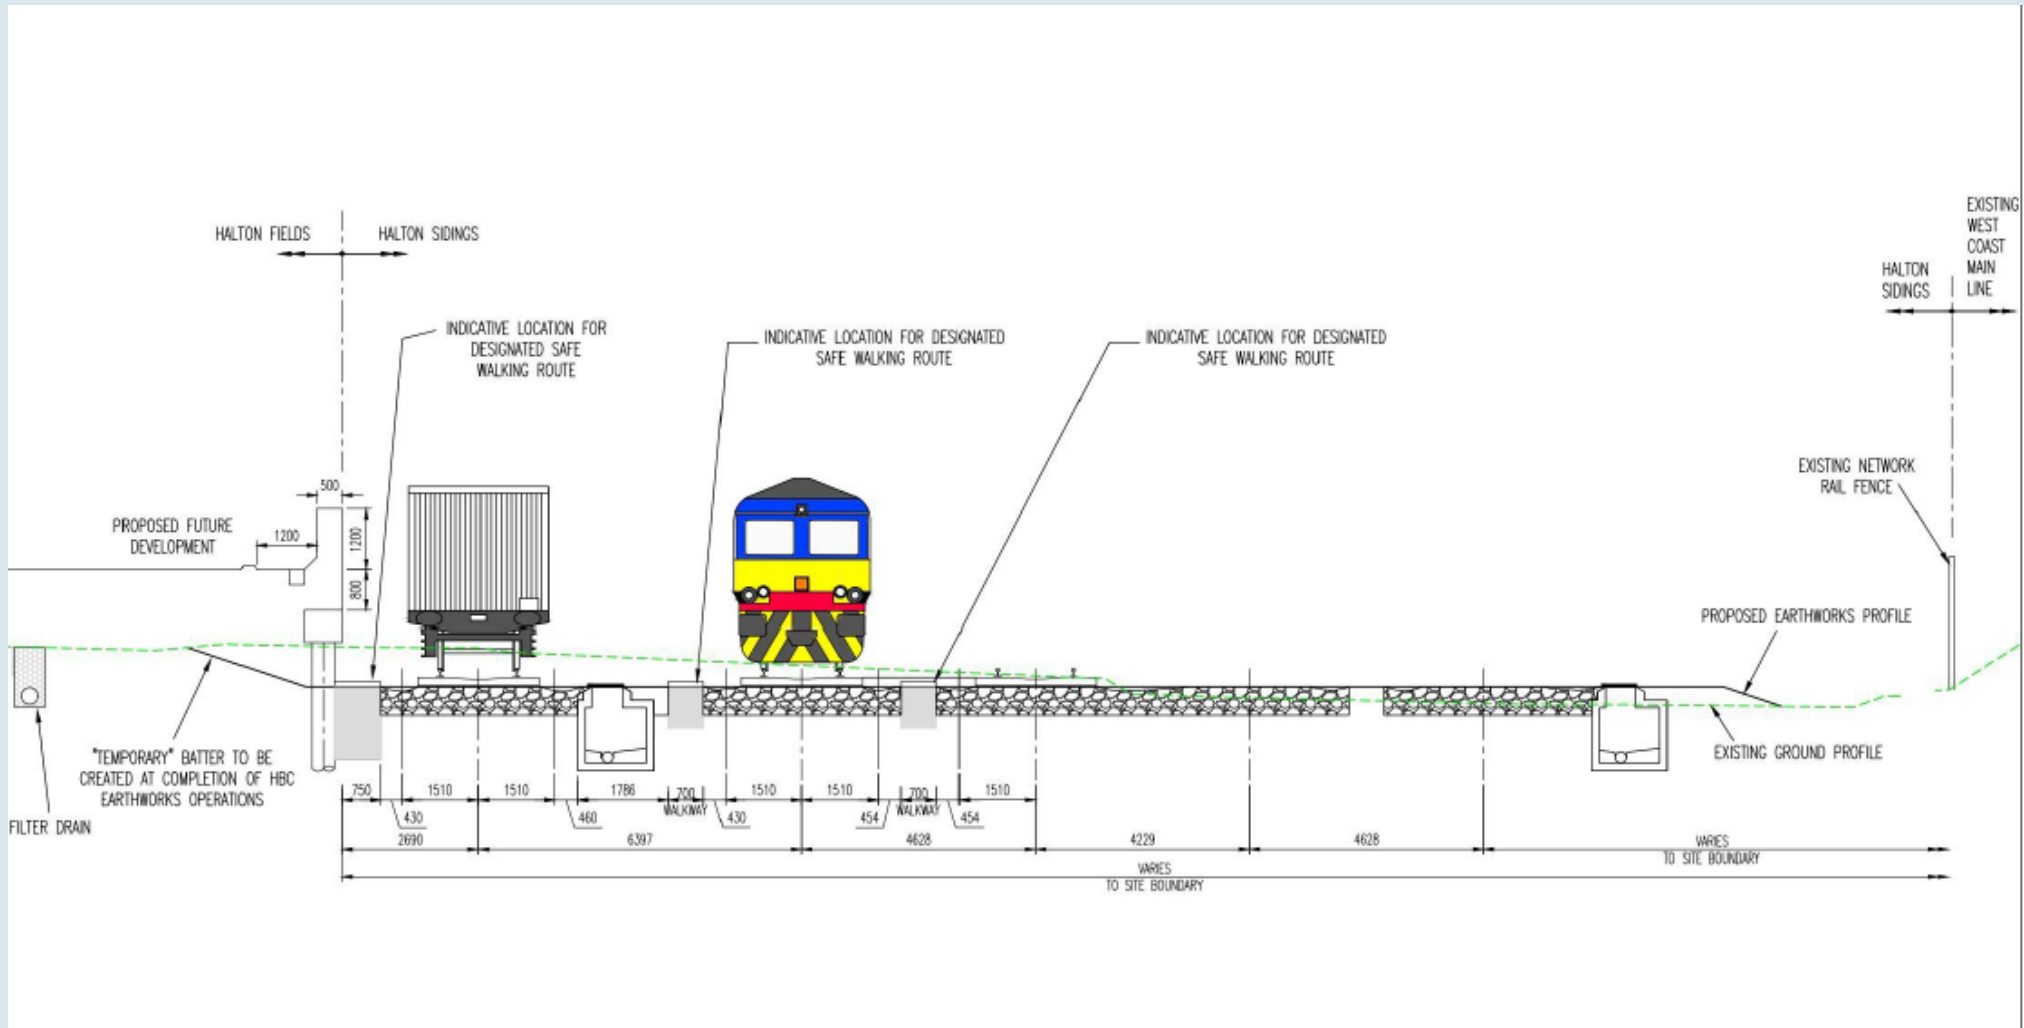 EXISTING
WEST
COAST
MAIN
LINE
HALTON FIELDS
HALTON SIDINGS
HALTON
SIDINGS
INDICATIVE LOCATION FOR
DESIGNATED SAFE
WALKING ROUTE
INDICATIVE LOCATION FOR DESIGNATED
SAFE WALKING ROUTE
INDICATIVE LOCATION FOR DESIGNATED
SAFE WALKING ROUTE
EXISTING NETWORK
RAIL FENCE
500
PROPOSED FUTURE
DEVELOPMENT
1200
1200
800
PROPOSED EARTHWORKS PROFILE
EXISTING GROUND PROFILE
"TEMPORARY" BATTER TO BE
CREATED AT COMPLETION OF HBC
EARTHWORKS OPERATIONS
FILTER DRAIN
750
1510
1510
1786
700
WALKWAY
1510
1510
700
WALKWAY
1510
430
460
430
454
454
2690
6397
4628
4229
4628
VARIES
TO SITE BOUNDARY
VARIES
TO SITE BOUNDARY